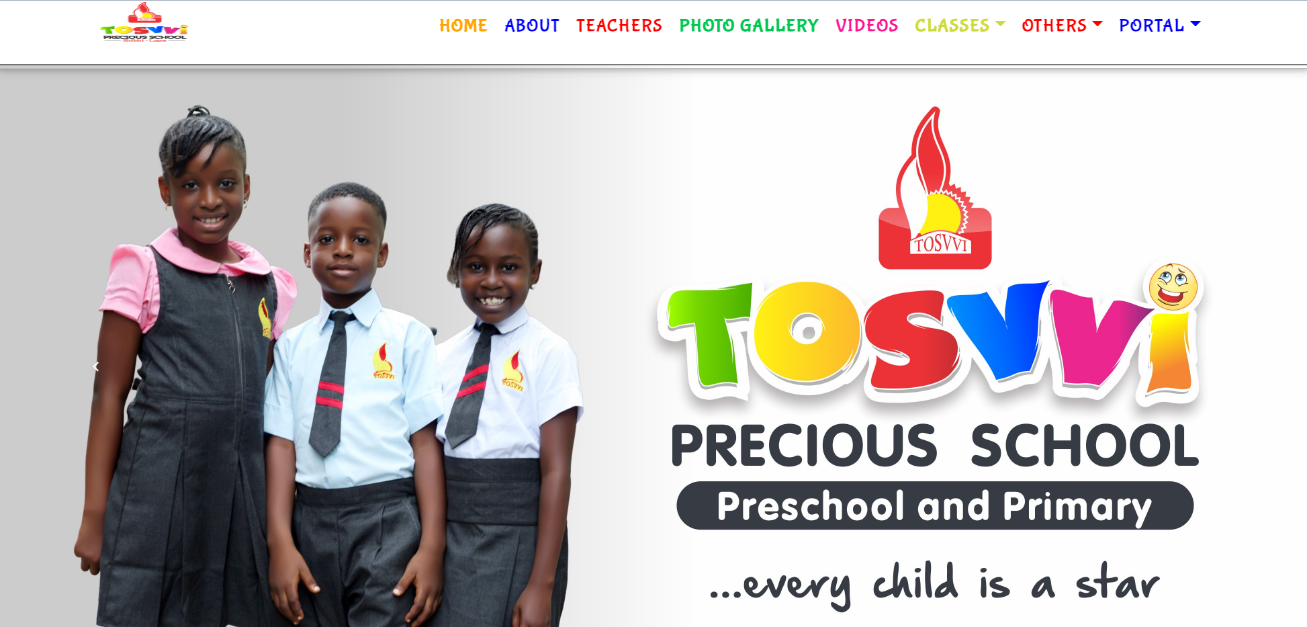 TOSVVi
PRECIOUS SCHOOL
HOME ABOUT TEACHERS PHOTO GALLERY VIDEOS CLASSES OTHERS PORTAL
TOSVVI
TOSVVi
PRECIOUS SCHOOL
Preschool and Primary
...every child is a star